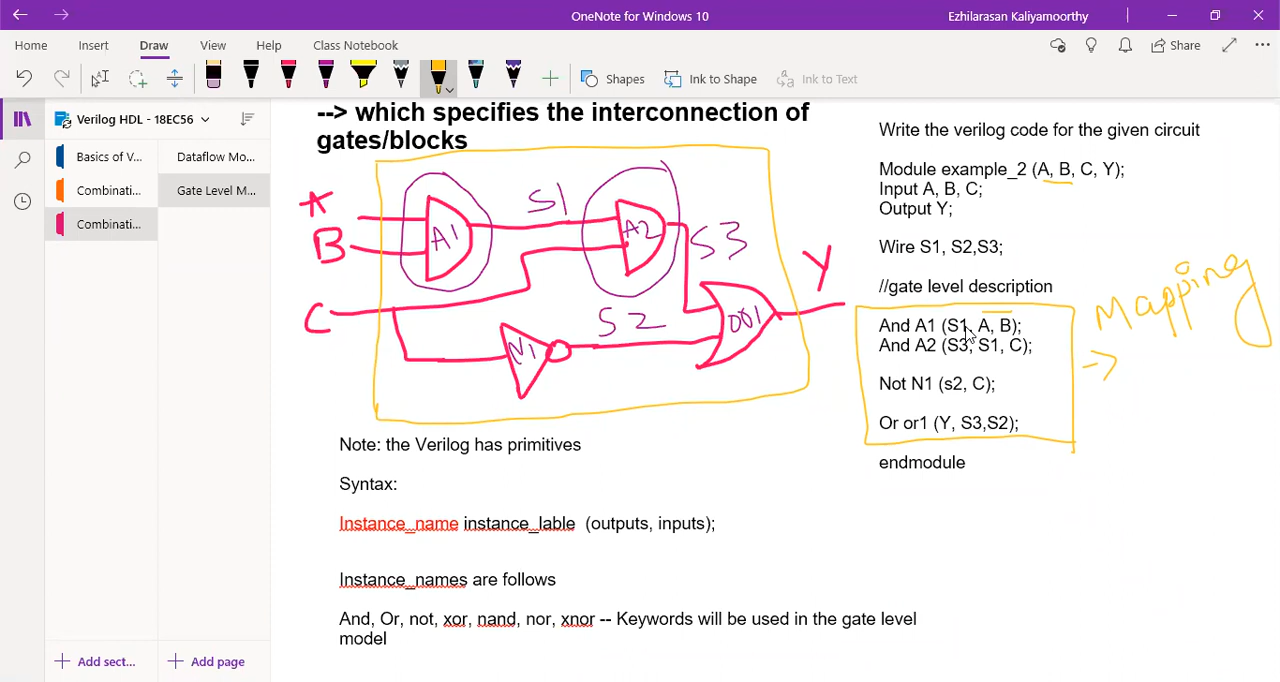 OneNote for Windows 10
Ezhilarasan Kaliyamoorthy
Home Insert Draw View Help Class Notebook
Share
Shapes Ink to Shape Ink to Text
Verilog HDL - 18EC56
Basics of V...
Combinati...
Combinati...
Dataflow Mo...
Gate Level M...
Add sect...
Add page
--> which specifies the interconnection of
gates/blocks
A
B
C
A1
S1
A2
S3
S2
N1
OO1
Y
Note: the Verilog has primitives
Syntax:
Instance_name instance_lable (outputs, inputs);
Instance_names are follows
And, Or, not, xor, nand, nor, xnor -- Keywords will be used in the gate level
model
Write the verilog code for the given circuit
Module example_2 (A, B, C, Y);
Input A, B, C;
Output Y;
Wire S1, S2,S3;
//gate level description
And A1 (S1, A, B);
And A2 (S3, S1, C);
Not N1 (s2, C);
Or or1 (Y, S3,S2);
endmodule
Mapping
→